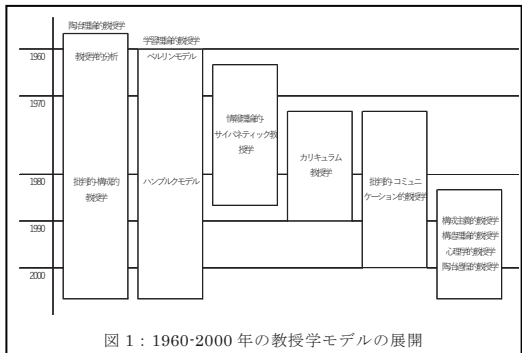 陶冶理論的教授学
学習理論的教授学
1960
教授学的分析
ベルリンモデル
1970
情報理論的-
サイバネティック教
授学
カリキュラム
教授学
1980
批判的-構成的
教授学
ハンブルクモデル
批判的-コミュニ
ケーション的教授学
1990
構成主義的教授学
構造理論的教授学
心理学的教授学
陶冶過程的教授学
2000
図 1：1960-2000 年の教授学モデルの展開